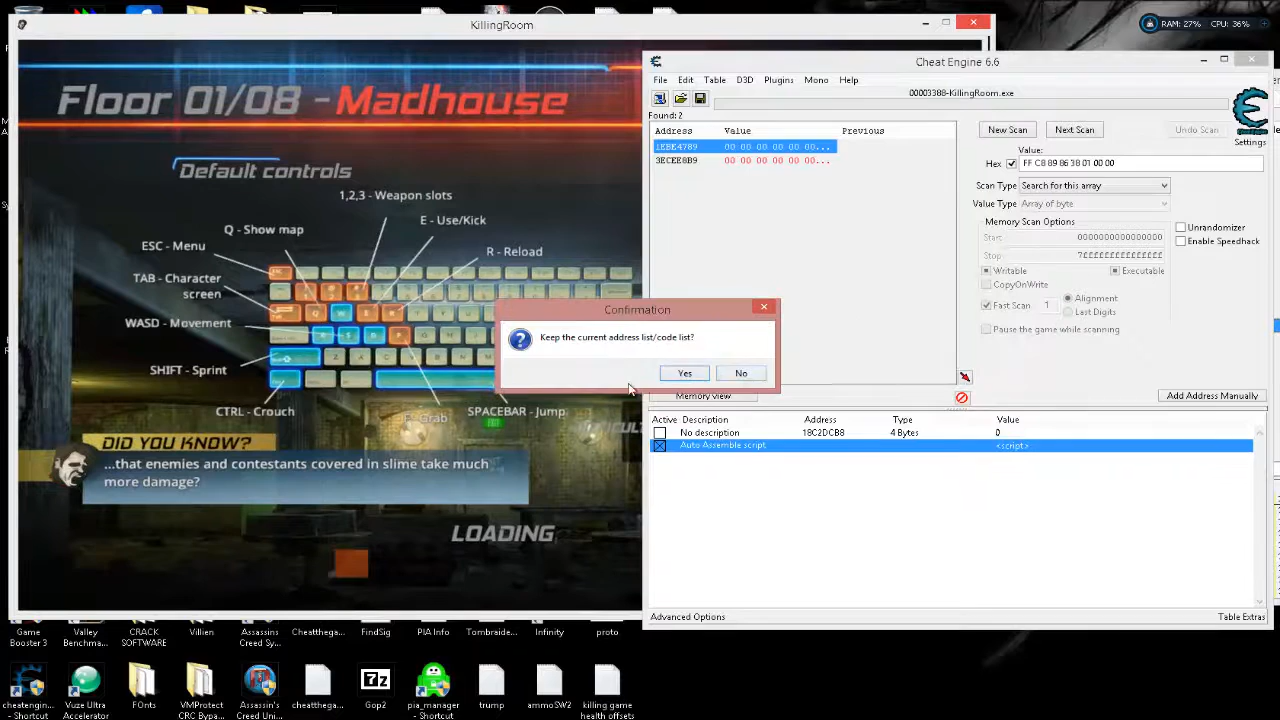 KillingRoom
RAM: 27% CPU: 36%
Floor 01/08 - Madhouse
Default controls
1,2,3 - Weapon slots
Q - Show map
E - Use/Kick
ESC - Menu
R - Reload
TAB - Character
screen
WASD - Movement
SHIFT - Sprint
CTRL - Crouch
F - Grab
SPACEBAR - Jump
DID YOU KNOW?
...that enemies and contestants covered in slime take much
more damage?
LOADING
Cheat Engine 6.6
File Edit Table D3D Plugins Mono Help
00003388-KillingRoom.exe
Found: 2
Address Value Previous
1EBE4789 00 00 00 00 00 00...
3ECEE8B9 00 00 00 00 00 00...
New Scan Next Scan Undo Scan
Settings
Value:
Hex FF C8 89 86 38 01 00 00
Scan Type Search for this array
Value Type Array of byte
Memory Scan Options
Start 0000000000000000
Stop 7fffffffffffffff
Writable Executable
CopyOnWrite
Fast Scan 1 Alignment
Last Digits
Pause the game while scanning
Unrandomizer
Enable Speedhack
Confirmation
Keep the current address list/code list?
Yes No
Memory view
Add Address Manually
Active Description Address Type Value
No description 18C2DCB8 4 Bytes 0
Auto Assemble script <script>
Advanced Options Table Extras
Game
Booster 3
Valley
Benchma...
CRACK
SOFTWARE
Villien
Assassins
Creed Sy...
Cheatthega...
FindSig
PIA Info
Tombraide...
Infinity
proto
cheatengin...
- Shortcut
Vuze Ultra
Accelerator
FOnts
VMProtect
CRC Bypa...
Assassin's
Creed Uni...
cheatthega...
7z
Gop2
pia_manager
- Shortcut
trump
ammoSW2
killing game
health offsets